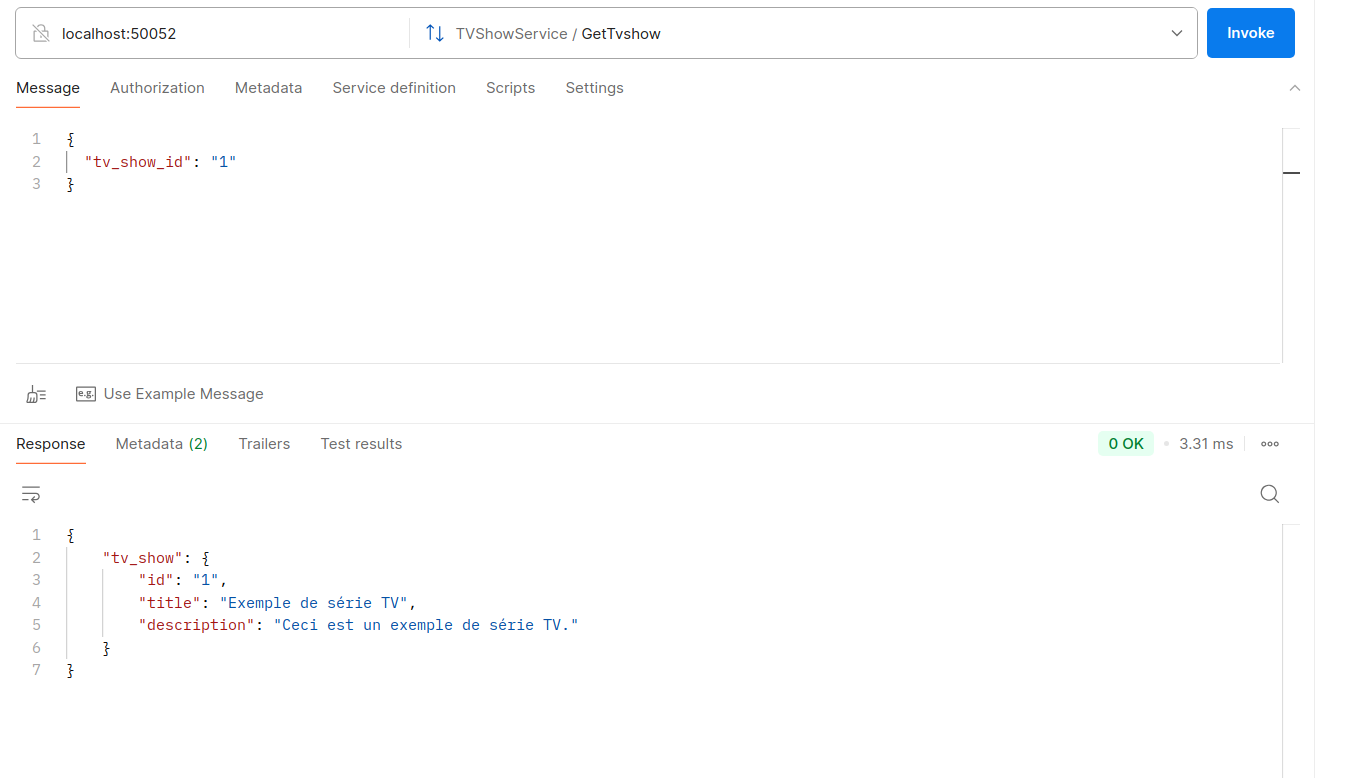 localhost:50052 TVShowService / GetTvshow Invoke
Message Authorization Metadata Service definition Scripts Settings
1 {
2 "tv_show_id": "1"
3 }
e.g. Use Example Message
Response Metadata (2) Trailers Test results 0 OK 3.31 ms
1 {
2 "tv_show": {
3 "id": "1",
4 "title": "Exemple de série TV",
5 "description": "Ceci est un exemple de série TV."
6 }
7 }